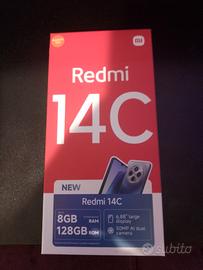 Redmi
14C
NEW
Redmi 14C
8GB RAM
128GB ROM
6.88" large
display
50MP AI dual
camera
subito